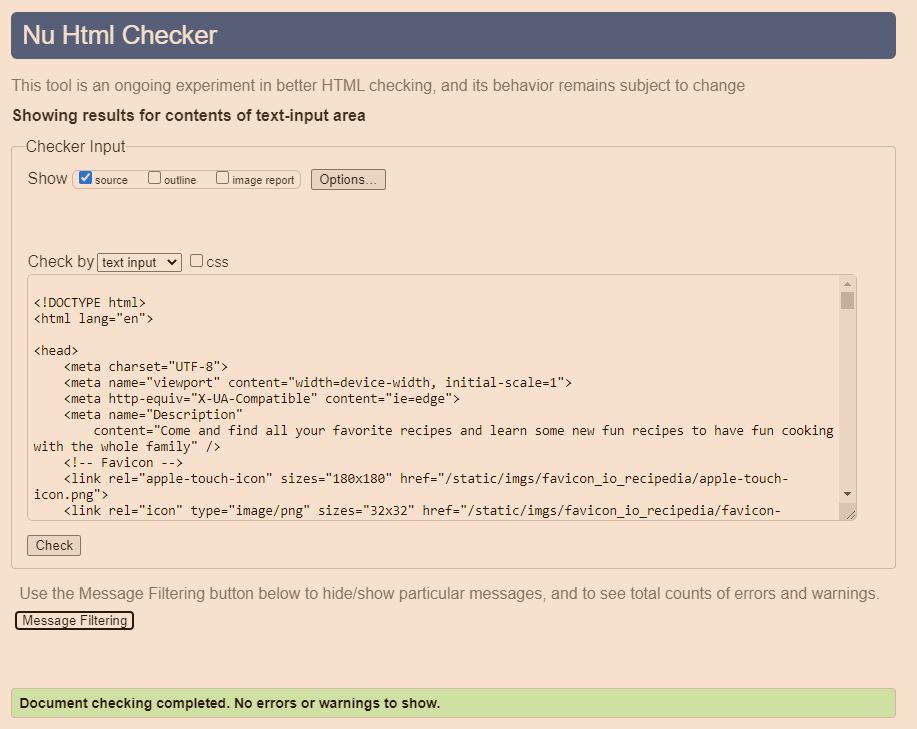 Nu Html Checker
This tool is an ongoing experiment in better HTML checking, and its behavior remains subject to change
Showing results for contents of text-input area
Checker Input
Show source outline image report Options...
Check by text input css
<!DOCTYPE html>
<html lang="en">
<head>
<meta charset="UTF-8">
<meta name="viewport" content="width=device-width, initial-scale=1">
<meta http-equiv="X-UA-Compatible" content="ie=edge">
<meta name="Description"
content="Come and find all your favorite recipes and learn some new fun recipes to have fun cooking
with the whole family" />
<!-- Favicon -->
<link rel="apple-touch-icon" sizes="180x180" href="/static/imgs/favicon_io_recipedia/apple-touch-
icon.png">
<link rel="icon" type="image/png" sizes="32x32" href="/static/imgs/favicon_io_recipedia/favicon-
Check
Use the Message Filtering button below to hide/show particular messages, and to see total counts of errors and warnings.
Message Filtering
Document checking completed. No errors or warnings to show.